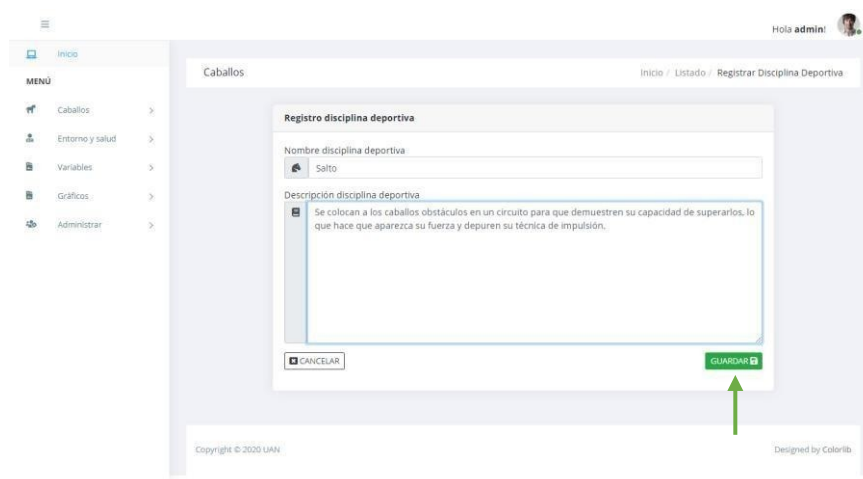 Hola admin!
Inicio
MENÚ
Caballos
Entorno y salud
Variables
Gráficos
Administrar
Caballos
Inicio / Listado / Registrar Disciplina Deportiva
Registro disciplina deportiva
Nombre disciplina deportiva
Salto
Descripción disciplina deportiva
Se colocan a los caballos obstáculos en un circuito para que demuestren su capacidad de superarlos, lo
que hace que aparezca su fuerza y depuren su técnica de impulsión.
CANCELAR
GUARDAR
Copyright © 2020 UAN
Designed by Colorlib